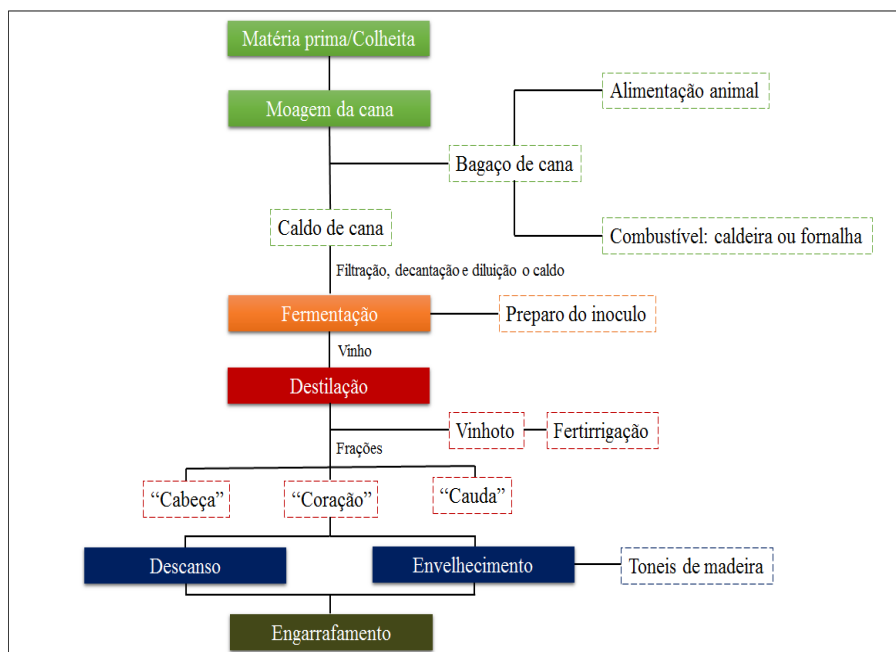 Matéria prima/Colheita
Moagem da cana
Alimentação animal
Bagaço de cana
Combustível: caldeira ou fornalha
Caldo de cana
Filtração, decantação e diluição o caldo
Fermentação
Preparo do inoculo
Vinho
Destilação
Vinhoto
Fertirrigação
Frações
“Cabeça”
“Coração”
“Cauda”
Descanso
Envelhecimento
Toneis de madeira
Engarrafamento